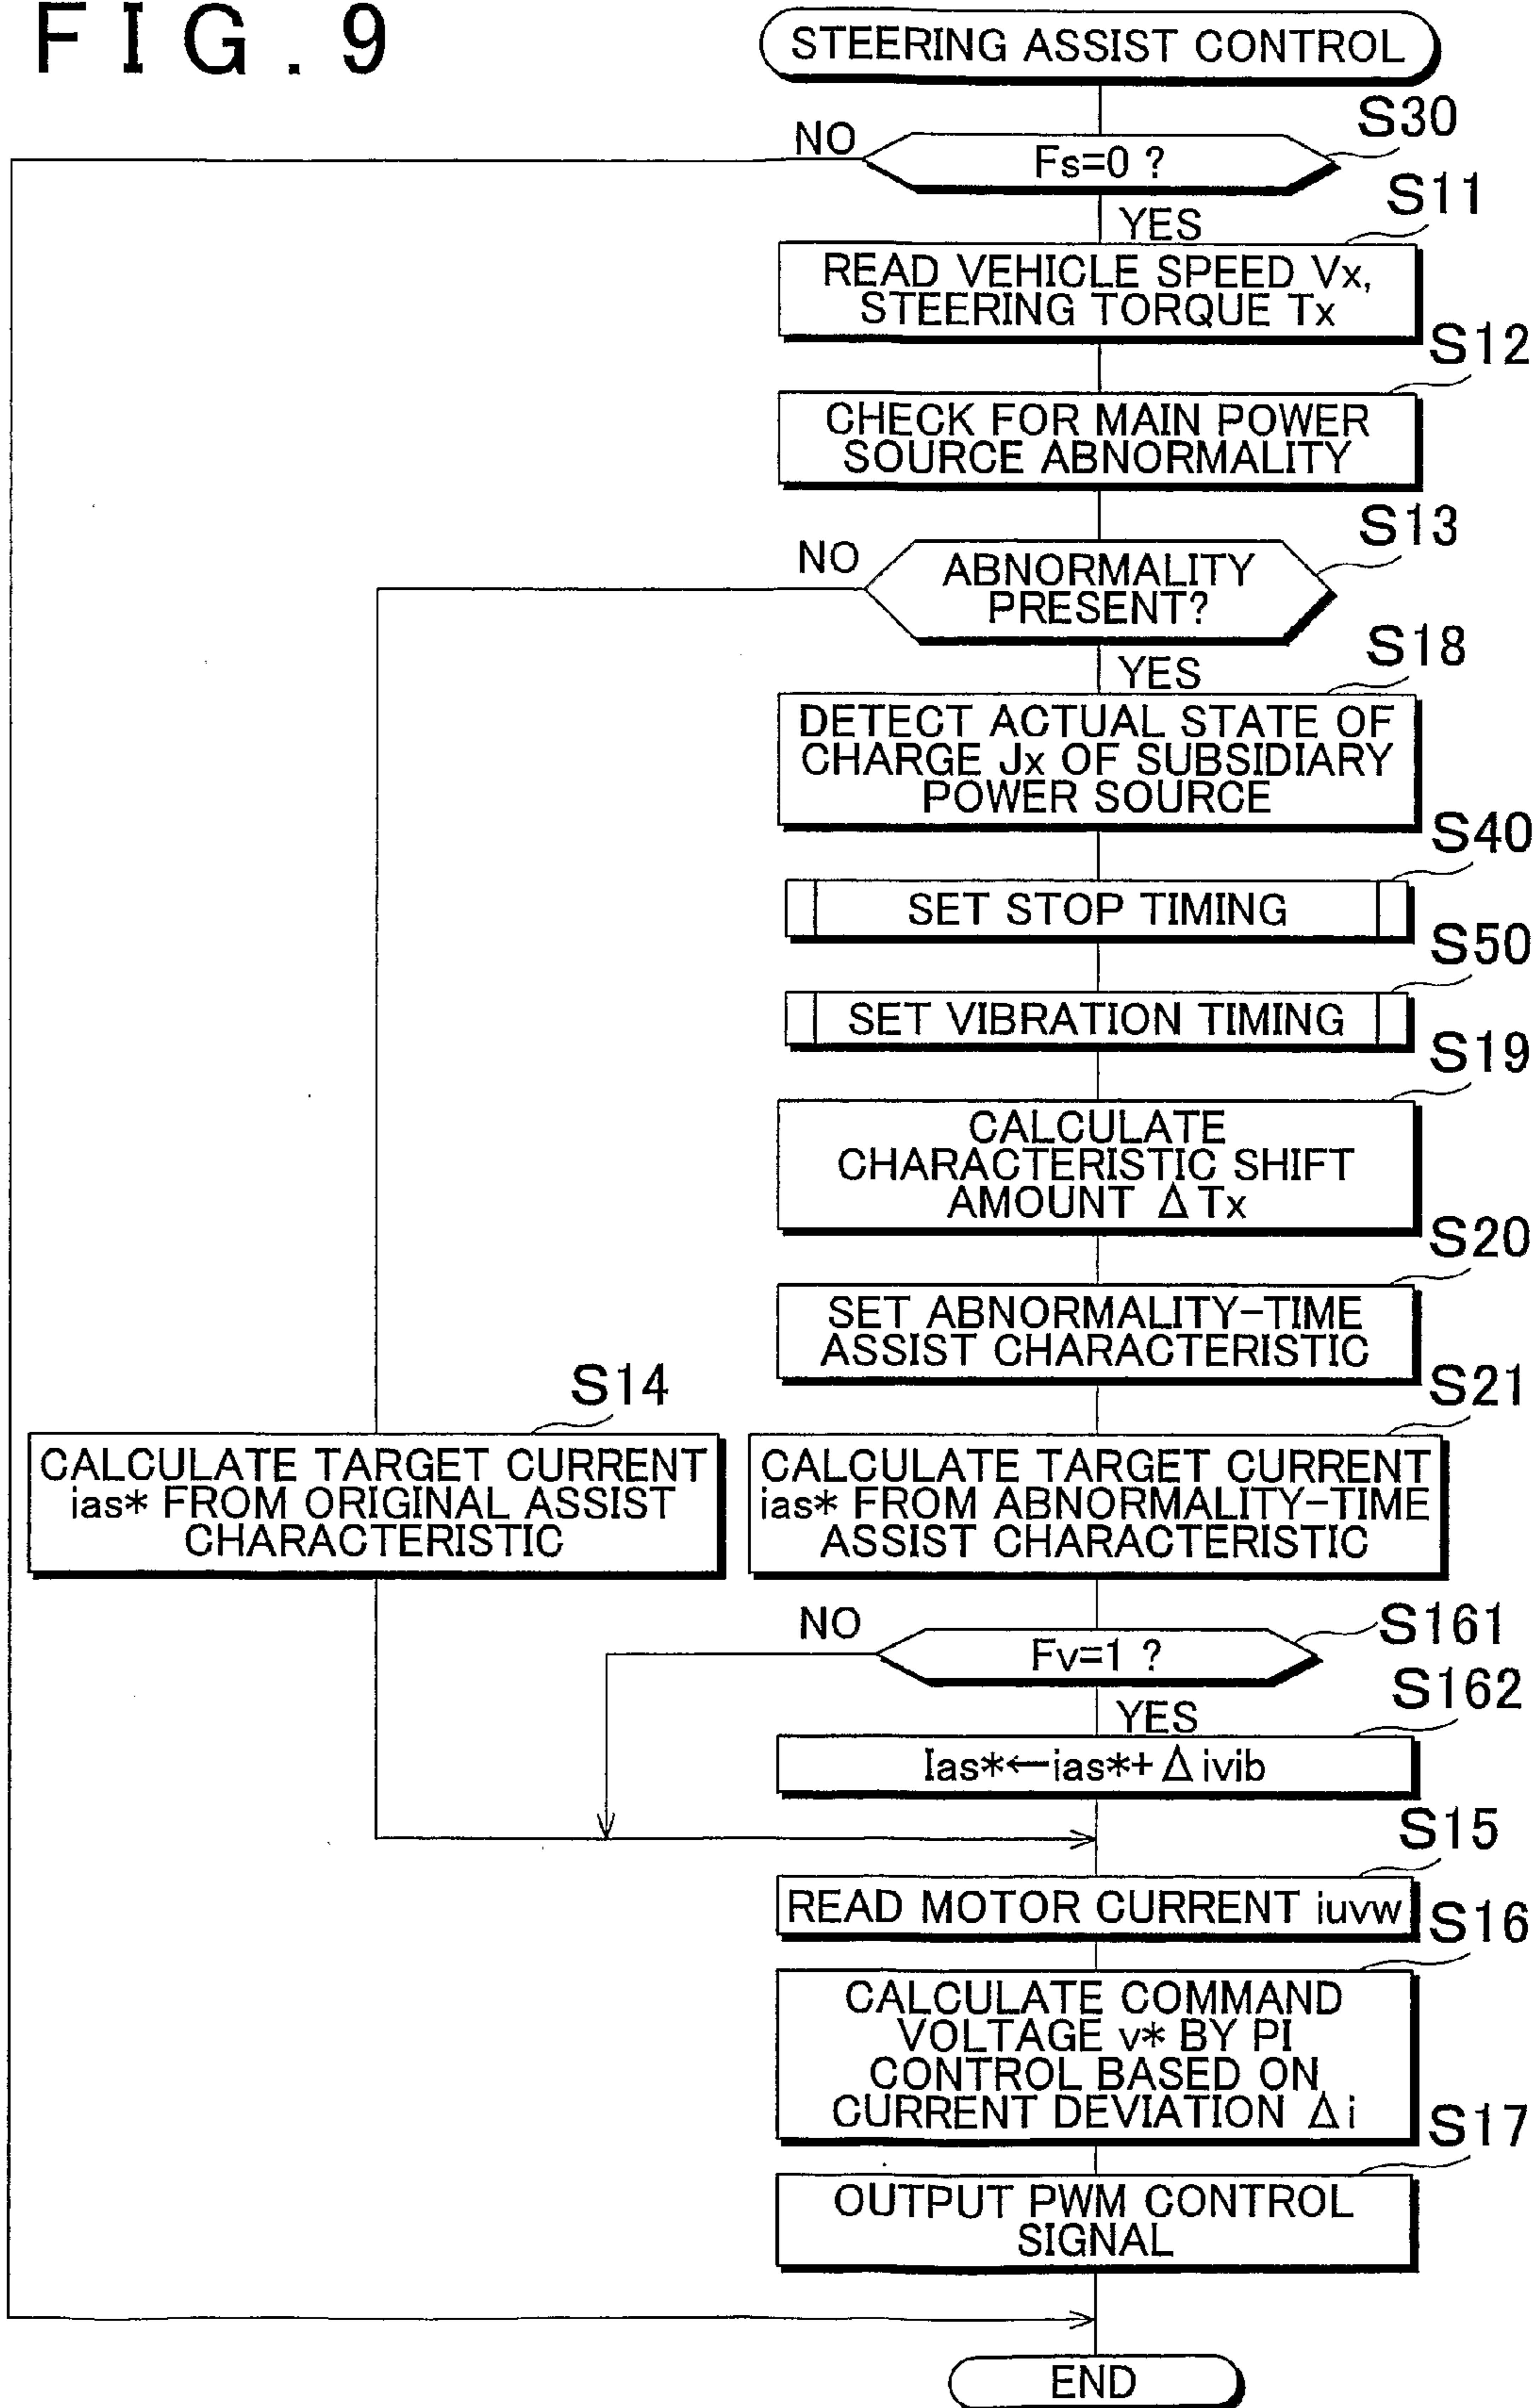 FIG. 9
STEERING ASSIST CONTROL
S30
NO
Fs=0 ?
S11
YES
READ VEHICLE SPEED Vx,
STEERING TORQUE Tx
S12
CHECK FOR MAIN POWER
SOURCE ABNORMALITY
S13
NO
ABNORMALITY
PRESENT?
S18
YES
DETECT ACTUAL STATE OF
CHARGE Jx OF SUBSIDIARY
POWER SOURCE
S40
SET STOP TIMING
S50
SET VIBRATION TIMING
S19
CALCULATE
CHARACTERISTIC SHIFT
AMOUNT ΔTx
S20
SET ABNORMALITY-TIME
ASSIST CHARACTERISTIC
S14
CALCULATE TARGET CURRENT
ias* FROM ORIGINAL ASSIST
CHARACTERISTIC
S21
CALCULATE TARGET CURRENT
ias* FROM ABNORMALITY-TIME
ASSIST CHARACTERISTIC
S161
NO
Fv=1 ?
S162
YES
Ias*←ias*+Δivib
S15
READ MOTOR CURRENT iuvw
S16
CALCULATE COMMAND
VOLTAGE v* BY PI
CONTROL BASED ON
CURRENT DEVIATION Δi
S17
OUTPUT PWM CONTROL
SIGNAL
END